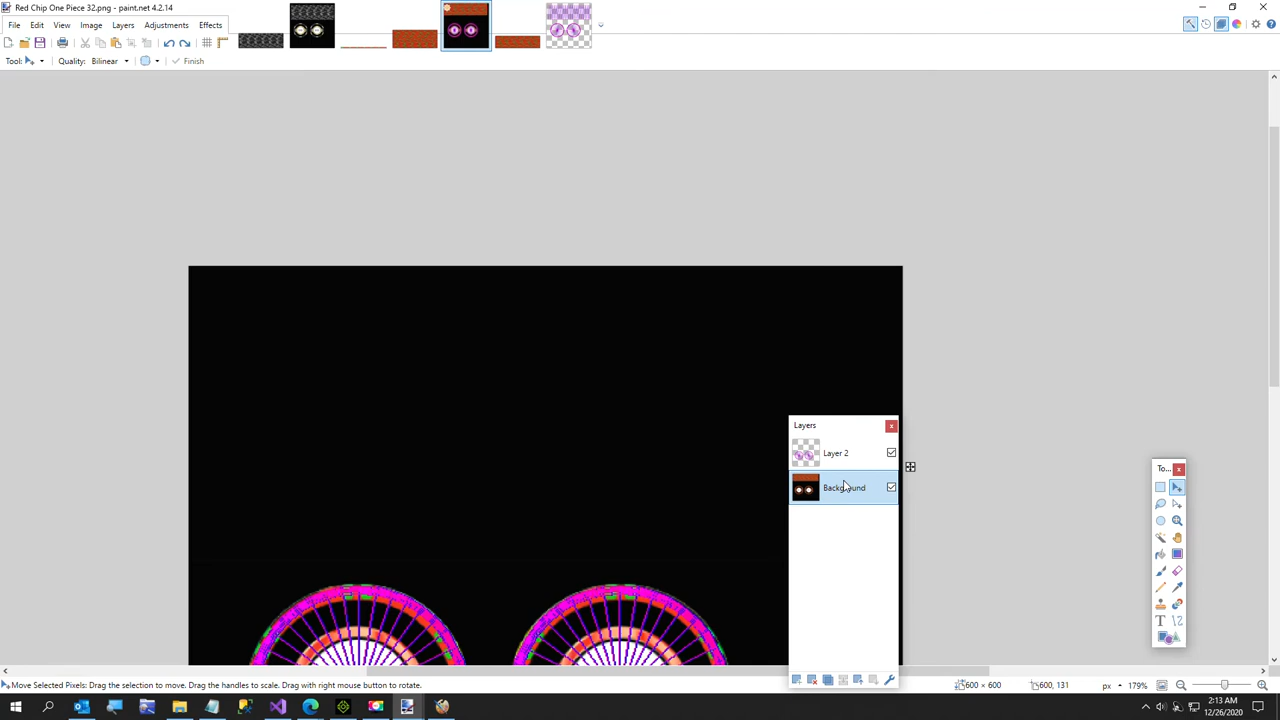 Red Chip One Piece 32.png - paint.net 4.2.14
File Edit View Image Layers Adjustments Effects
Tool: Quality: Bilinear Finish
Layers
Layer 2
Background
To...
T
Move Selected Pixels: Drag the selection to move. Drag the handles to scale. Drag with right mouse button to rotate.
600 × 600 600, 131 px 179%
2:13 AM
12/26/2020